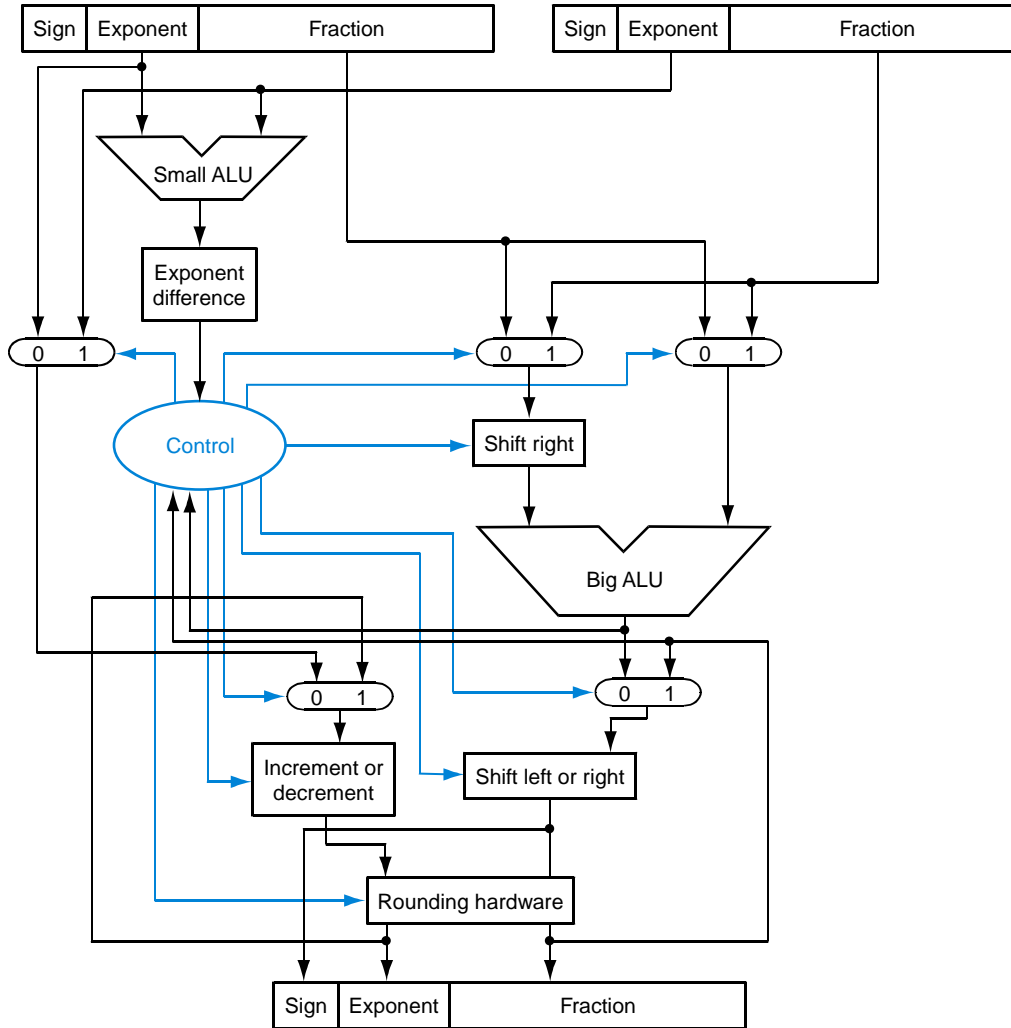 Sign Exponent Fraction
Sign Exponent Fraction
Small ALU
Exponent
difference
0 1
0 1
0 1
Control
Shift right
Big ALU
0 1
0 1
Increment or
decrement
Shift left or right
Rounding hardware
Sign Exponent Fraction